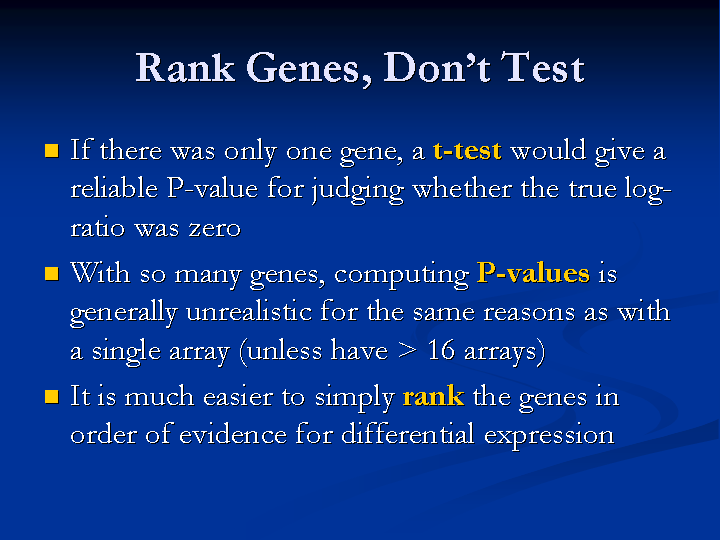 Rank Genes, Don't Test
If there was only one gene, a t-test would give a
reliable P-value for judging whether the true log-
ratio was zero
With so many genes, computing P-values is
generally unrealistic for the same reasons as with
a single array (unless have > 16 arrays)
It is much easier to simply rank the genes in
order of evidence for differential expression